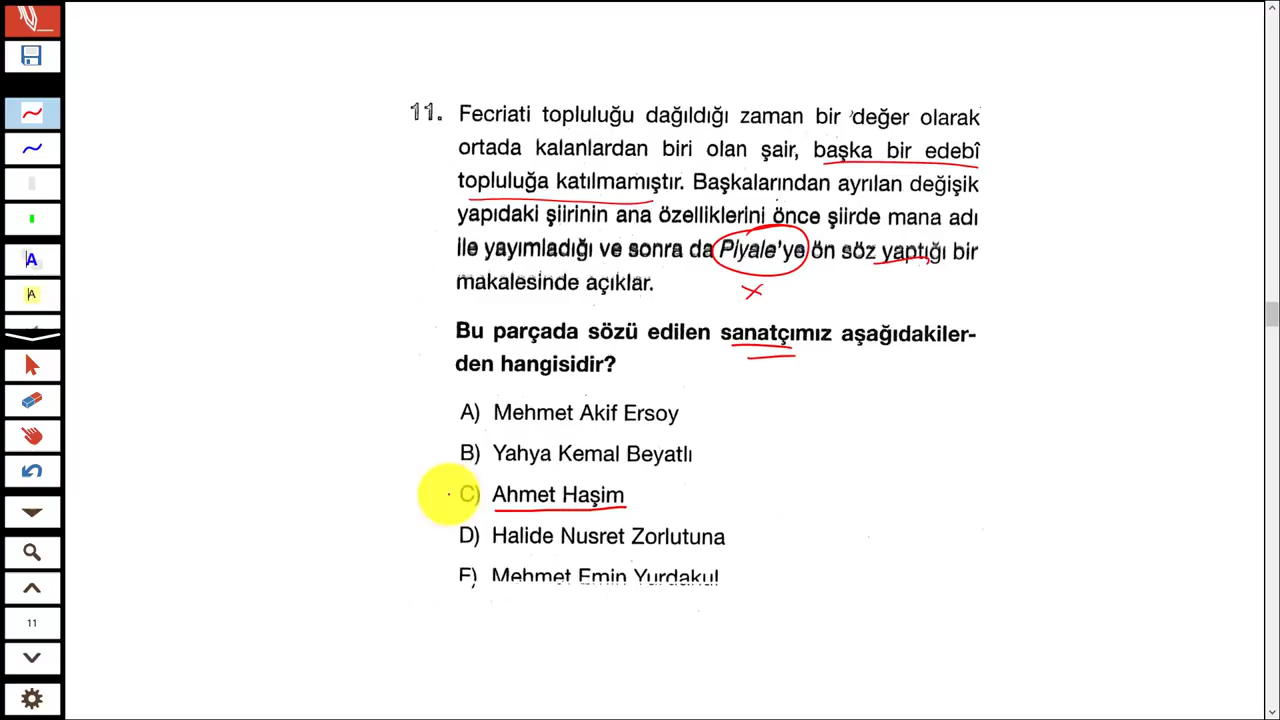 11. Fecriati topluluğu dağıldığı zaman bir değer olarak
ortada kalanlardan biri olan şair, başka bir edebî
topluluğa katılmamıştır. Başkalarından ayrılan değişik
yapıdaki şiirinin ana özelliklerini önce şiirde mana adı
ile yayımladığı ve sonra da Piyale'ye ön söz yaptığı bir
makalesinde açıklar.
Bu parçada sözü edilen sanatçımız aşağıdakiler-
den hangisidir?
A) Mehmet Akif Ersoy
B) Yahya Kemal Beyatlı
C) Ahmet Haşim
D) Halide Nusret Zorlutuna
E) Mehmet Emin Yurdakul
A
A
11